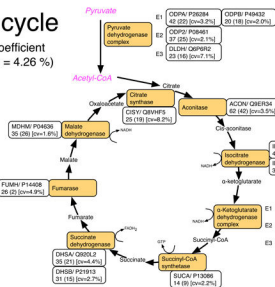 cycle
oefficient
= 4.26 %)
Pyruvate
Pyruvate
dehydrogenase
complex
E1
ODPA/ P26284
42 (22) [cv=3.2%]
ODPB/ P49432
20 (18) [cv=2.0%]
E2
ODP2/ P08461
37 (25) [cv=2.1%]
E3
DLDH/ Q6P6R2
23 (16) [cv=7.1%]
Acetyl-CoA
Citrate
Oxaloacetate
Citrate
synthase
CISY/ Q8VHF5
25 (19) [cv=8.2%]
Aconitase
ACON/ Q9ER34
62 (42) [cv=3.5%]
Cis-aconitate
MDHM/ P04636
35 (26) [cv=1.8%]
Malate
dehydrogenase
NADH
NADH
Isocitrate
dehydrogenase
Malate
α-ketoglutarate
FUMH/ P14408
26 (2) [cv=4.9%]
Fumarase
E1
α-Ketoglutarate
dehydrogenase
complex
E2
NADH
E3
Fumarate
FADH2
Succinate
dehydrogenase
GTP
Succinyl-CoA
DHSA/ Q920L2
35 (21) [cv=4.4%]
Succinate
Succinyl-CoA
synthetase
DHSB/ P21913
31 (15) [cv=2.7%]
SUCA / P13086
14 (9) [cv=2.2%]